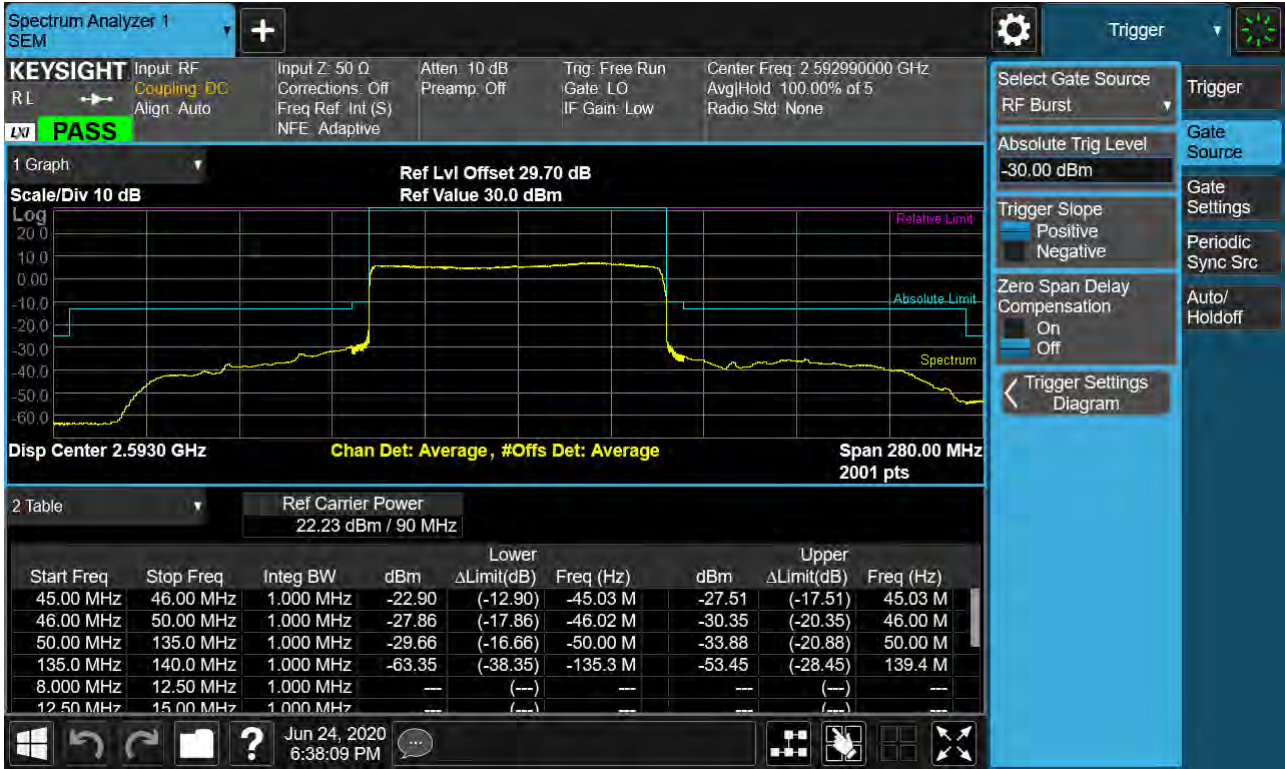 Spectrum Analyzer 1
SEM
+
Trigger
KEYSIGHT
R L
LXI PASS
Input: RF
Coupling: DC
Align: Auto
Input Z: 50 Ω
Corrections: Off
Freq Ref: Int (S)
NFE: Adaptive
Atten: 10 dB
Preamp: Off
Trig: Free Run
Gate: LO
IF Gain: Low
Center Freq: 2.592990000 GHz
Avg|Hold: 100.00% of 5
Radio Std: None
1 Graph
Scale/Div 10 dB
Ref Lvl Offset 29.70 dB
Ref Value 30.0 dBm
Log
20.0
10.0
0.00
-10.0
-20.0
-30.0
-40.0
-50.0
-60.0
Relative Limit
Absolute Limit
Spectrum
Disp Center 2.5930 GHz
Chan Det: Average, #Offs Det: Average
Span 280.00 MHz
2001 pts
2 Table
Ref Carrier Power
22.23 dBm / 90 MHz
Lower Upper
Start Freq Stop Freq Integ BW dBm ΔLimit(dB) Freq (Hz) dBm ΔLimit(dB) Freq (Hz)
45.00 MHz 46.00 MHz 1.000 MHz -22.90 (-12.90) -45.03 M -27.51 (-17.51) 45.03 M
46.00 MHz 50.00 MHz 1.000 MHz -27.86 (-17.86) -46.02 M -30.35 (-20.35) 46.00 M
50.00 MHz 135.0 MHz 1.000 MHz -29.66 (-16.66) -50.00 M -33.88 (-20.88) 50.00 M
135.0 MHz 140.0 MHz 1.000 MHz -63.35 (-38.35) -135.3 M -53.45 (-28.45) 139.4 M
8.000 MHz 12.50 MHz 1.000 MHz --- (---) --- --- (---) ---
12.50 MHz 15.00 MHz 1.000 MHz --- (---) --- --- (---) ---
?
Jun 24, 2020
6:38:09 PM
Select Gate Source
RF Burst
Absolute Trig Level
-30.00 dBm
Trigger Slope
Positive
Negative
Zero Span Delay
Compensation
On
Off
Trigger Settings
Diagram
Trigger
Gate
Source
Gate
Settings
Periodic
Sync Src
Auto/
Holdoff